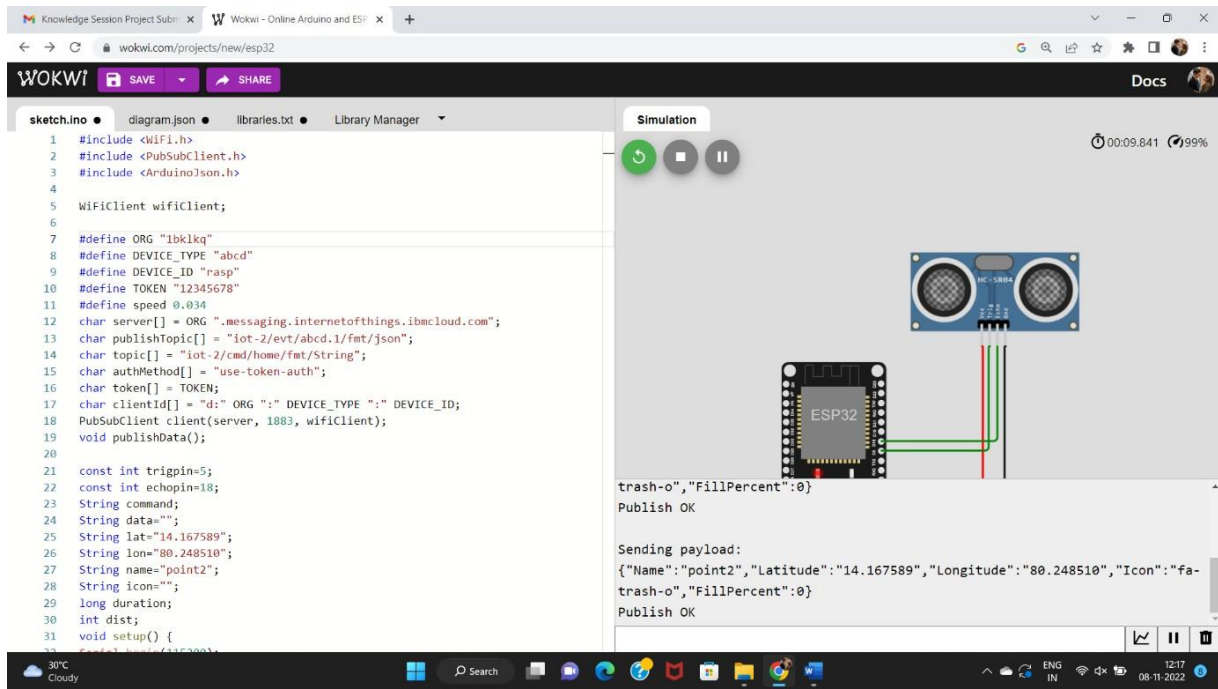 Knowledge Session Project Subm
Wokwi - Online Arduino and ESP
wokwi.com/projects/new/esp32
WOKWI SAVE SHARE Docs
sketch.ino diagram.json libraries.txt Library Manager
1 #include <WiFi.h>
2 #include <PubSubClient.h>
3 #include <ArduinoJson.h>
4
5 WiFiClient wifiClient;
6
7 #define ORG "1bklkq"
8 #define DEVICE_TYPE "abcd"
9 #define DEVICE_ID "rasp"
10 #define TOKEN "12345678"
11 #define speed 0.034
12 char server[] = ORG ".messaging.internetofthings.ibmcloud.com";
13 char publishTopic[] = "iot-2/evt/abcd.1/fmt/json";
14 char topic[] = "iot-2/cmd/home/fmt/String";
15 char authMethod[] = "use-token-auth";
16 char token[] = TOKEN;
17 char clientId[] = "d:" ORG ":" DEVICE_TYPE ":" DEVICE_ID;
18 PubSubClient client(server, 1883, wifiClient);
19 void publishData();
20
21 const int trigpin=5;
22 const int echopin=18;
23 String command;
24 String data="";
25 String lat="14.167589";
26 String lon="80.248510";
27 String name="point2";
28 String icon="";
29 long duration;
30 int dist;
31 void setup() {
Simulation
00:09.841 99%
HC-SR04
Trig
Echo
ESP32
trash-o","FillPercent":0}
Publish OK
Sending payload:
{"Name":"point2","Latitude":"14.167589","Longitude":"80.248510","Icon":"fa-
trash-o","FillPercent":0}
Publish OK
30°C
Cloudy
Search
ENG
IN
12:17
08-11-2022